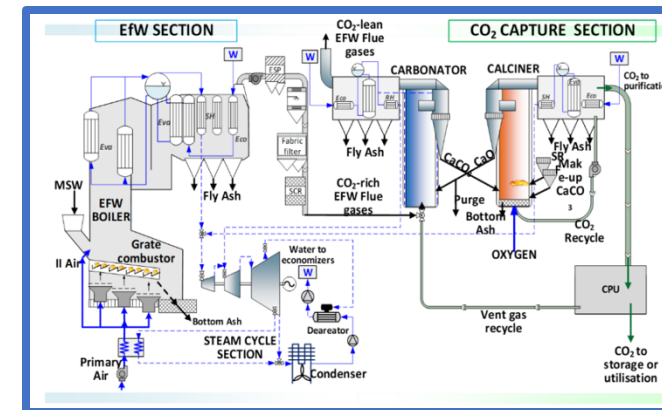 EfW SECTION
CO2 CAPTURE SECTION
CO2-lean
EFW Flue
gases
W
W
W
ESP
CARBONATOR
CALCINER
CO2 to
purificati
Eva
Eva
SH
Eco
Eco
RH
SH
Eva
Eco
Fabric
filter
SCR
Fly Ash
Fly Ash
Fly Ash
MSW
EFW
BOILER
CO2-rich
EFW Flue
gases
CaCO
CaO
SR
Mak
e-up
CaCO
3
Purge
Bottom
Ash
CO2
Recycle
OXYGEN
Grate
combustor
II Air
Water to
economizers
W
Bottom Ash
Deareator
Vent gas
recycle
CPU
STEAM CYCLE
SECTION
Primary
Air
Condenser
CO2 to
storage or
utilisation